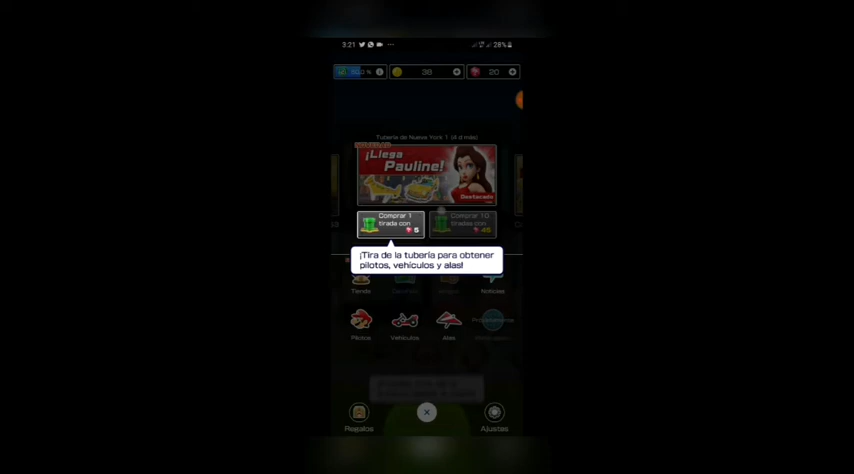 3:21
28%
38
20
Tubería de Nueva York 1 (4 d más)
¡Llega
Pauline!
Destacado
Comprar 1
tirada con
5
Comprar 10
tiradas con
45
¡Tira de la tubería para obtener
pilotos, vehículos y alas!
Tienda
Noticias
Pilotos
Vehículos
Alas
Regalos
Ajustes